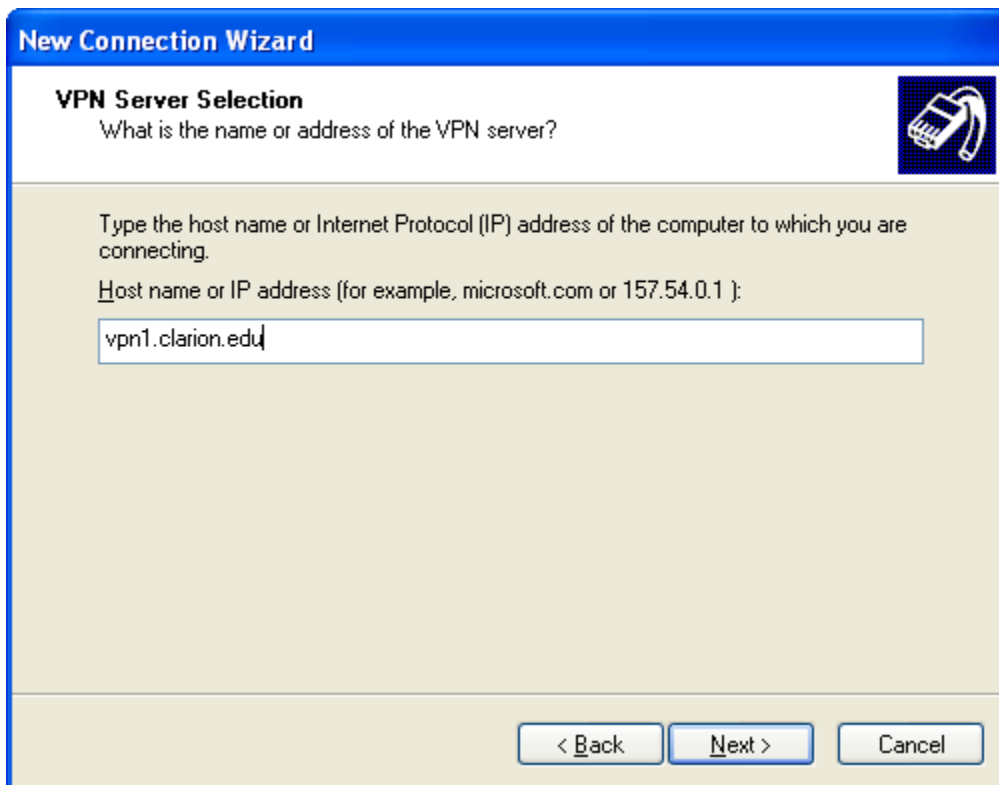 New Connection Wizard
VPN Server Selection
What is the name or address of the VPN server?
Type the host name or Internet Protocol (IP) address of the computer to which you are
connecting.
Host name or IP address (for example, microsoft.com or 157.54.0.1 ):
vpn1.clarion.edu
< Back
Next >
Cancel